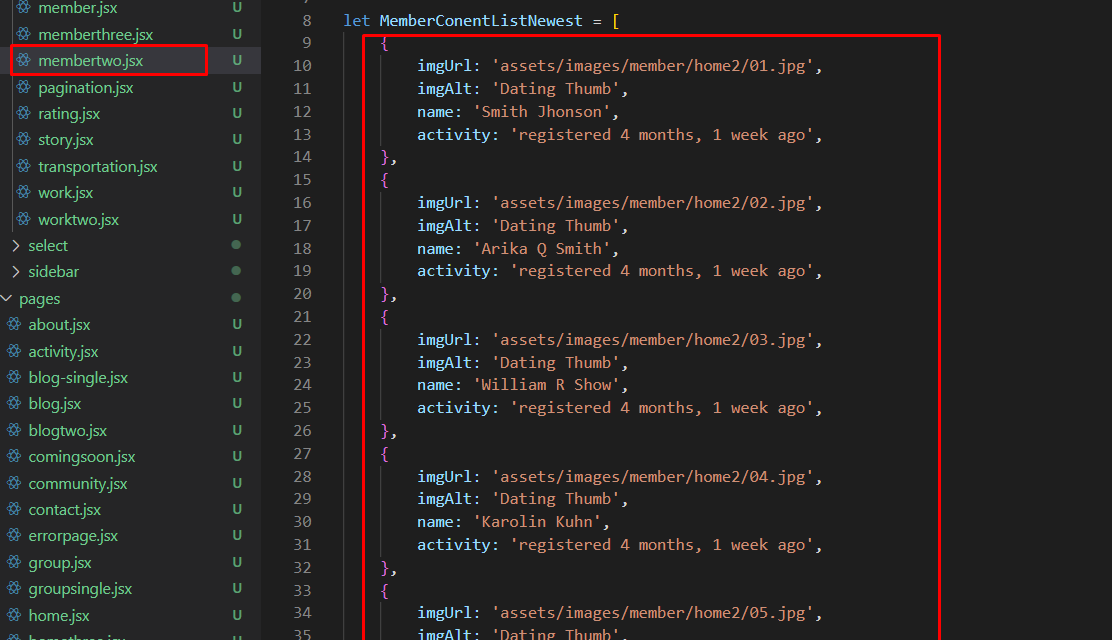 member.jsx U
memberthree.jsx U
membertwo.jsx U
pagination.jsx U
rating.jsx U
story.jsx U
transportation.jsx U
work.jsx U
worktwo.jsx U
select
sidebar
pages
about.jsx U
activity.jsx U
blog-single.jsx U
blog.jsx U
blogtwo.jsx U
comingsoon.jsx U
community.jsx U
contact.jsx U
errorpage.jsx U
group.jsx U
groupsingle.jsx U
home.jsx U
homethree.jsx U
8 let MemberConentListNewest = [
9 {
10 imgUrl: 'assets/images/member/home2/01.jpg',
11 imgAlt: 'Dating Thumb',
12 name: 'Smith Jhonson',
13 activity: 'registered 4 months, 1 week ago',
14 },
15 {
16 imgUrl: 'assets/images/member/home2/02.jpg',
17 imgAlt: 'Dating Thumb',
18 name: 'Arika Q Smith',
19 activity: 'registered 4 months, 1 week ago',
20 },
21 {
22 imgUrl: 'assets/images/member/home2/03.jpg',
23 imgAlt: 'Dating Thumb',
24 name: 'William R Show',
25 activity: 'registered 4 months, 1 week ago',
26 },
27 {
28 imgUrl: 'assets/images/member/home2/04.jpg',
29 imgAlt: 'Dating Thumb',
30 name: 'Karolin Kuhn',
31 activity: 'registered 4 months, 1 week ago',
32 },
33 {
34 imgUrl: 'assets/images/member/home2/05.jpg',
35 imgAlt: 'Dating Thumb',